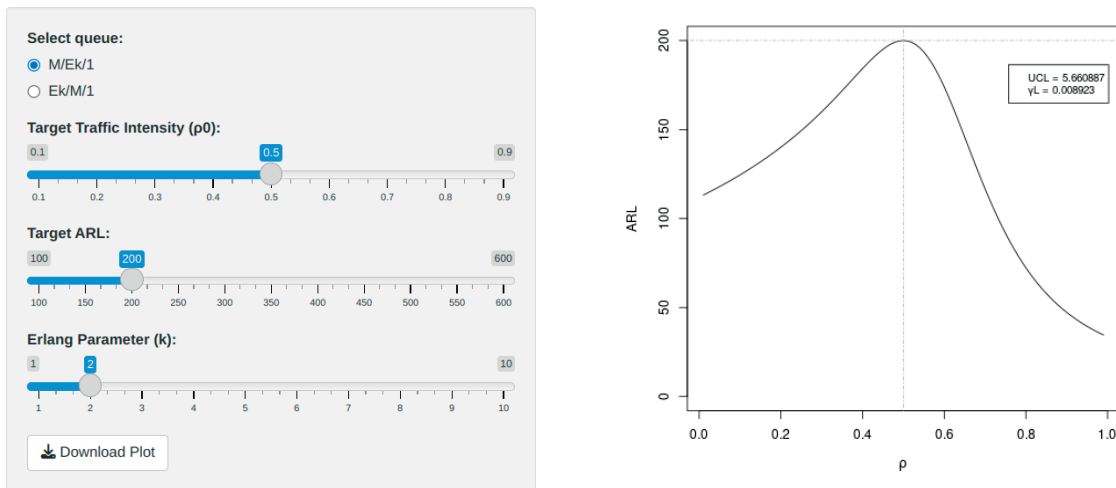 Select queue:
M/Ek/1
Ek/M/1
Target Traffic Intensity (ρ0):
0.1 0.5 0.9
0.1 0.2 0.3 0.4 0.5 0.6 0.7 0.8 0.9
Target ARL:
100 200 600
100 150 200 250 300 350 400 450 500 550 600
Erlang Parameter (k):
1 2 10
1 2 3 4 5 6 7 8 9 10
Download Plot
200
150
100
50
0
ARL
UCL = 5.660887
γL = 0.008923
0.0 0.2 0.4 0.6 0.8 1.0
ρ